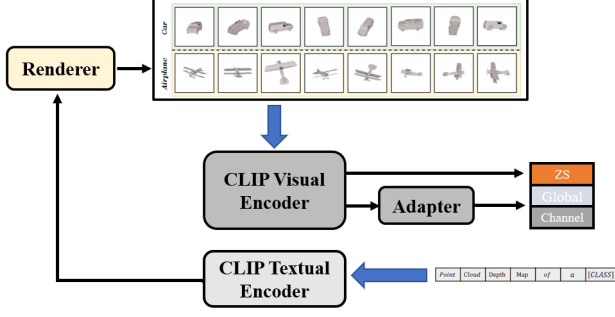 Car
Airplane
Renderer
CLIP Visual
Encoder
Adapter
ZS
Global
Channel
CLIP Textual
Encoder
Point Cloud Depth Map of a [CLASS]